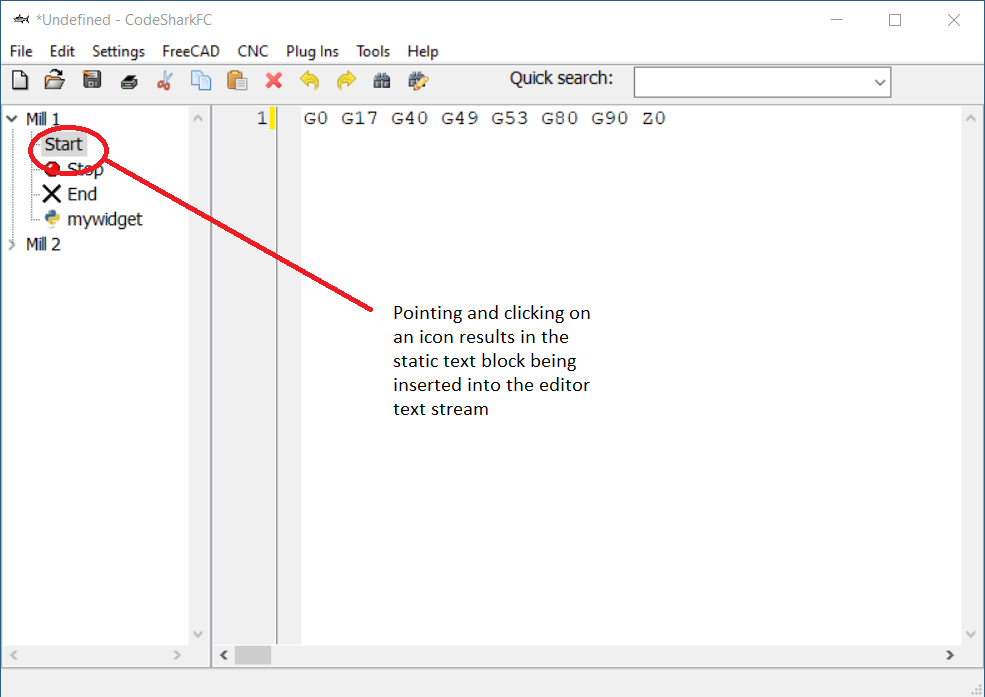 *Undefined - CodeSharkFC
File Edit Settings FreeCAD CNC Plug Ins Tools Help
Quick search:
Mill 1
Start
Stop
End
mywidget
Mill 2
1 G0 G17 G40 G49 G53 G80 G90 Z0
Pointing and clicking on
an icon results in the
static text block being
inserted into the editor
text stream